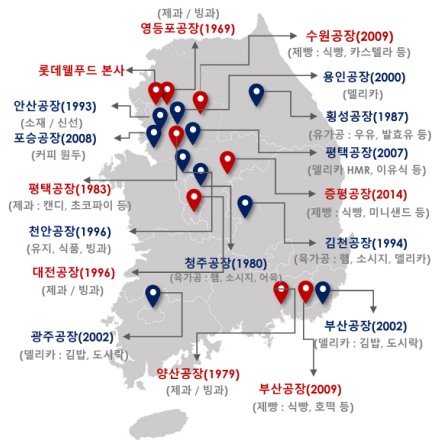 (제과 / 빙과)
영등포공장(1969)
수원공장(2009)
(제빵 : 식빵, 카스텔라 등)
롯데웰푸드 본사
용인공장(2000)
(델리카)
안산공장(1993)
(소재 / 신선)
횡성공장(1987)
(유가공 : 우유, 발효유 등)
포승공장(2008)
(커피 원두)
평택공장(2007)
(델리카 HMR, 이유식 등)
평택공장(1983)
(제과 : 캔디, 초코파이 등)
증평공장(2014)
(제빵 : 식빵, 미니샌드 등)
천안공장(1996)
(유지, 식품, 빙과)
김천공장(1994)
(육가공 : 햄, 소시지, 델리카)
청주공장(1980)
(육가공 : 햄, 소시지, 어육)
대전공장(1996)
(제과 / 빙과)
광주공장(2002)
(델리카 : 김밥, 도시락)
부산공장(2002)
(델리카 : 김밥, 도시락)
양산공장(1979)
(제과 / 빙과)
부산공장(2009)
(제빵 : 식빵, 호떡 등)